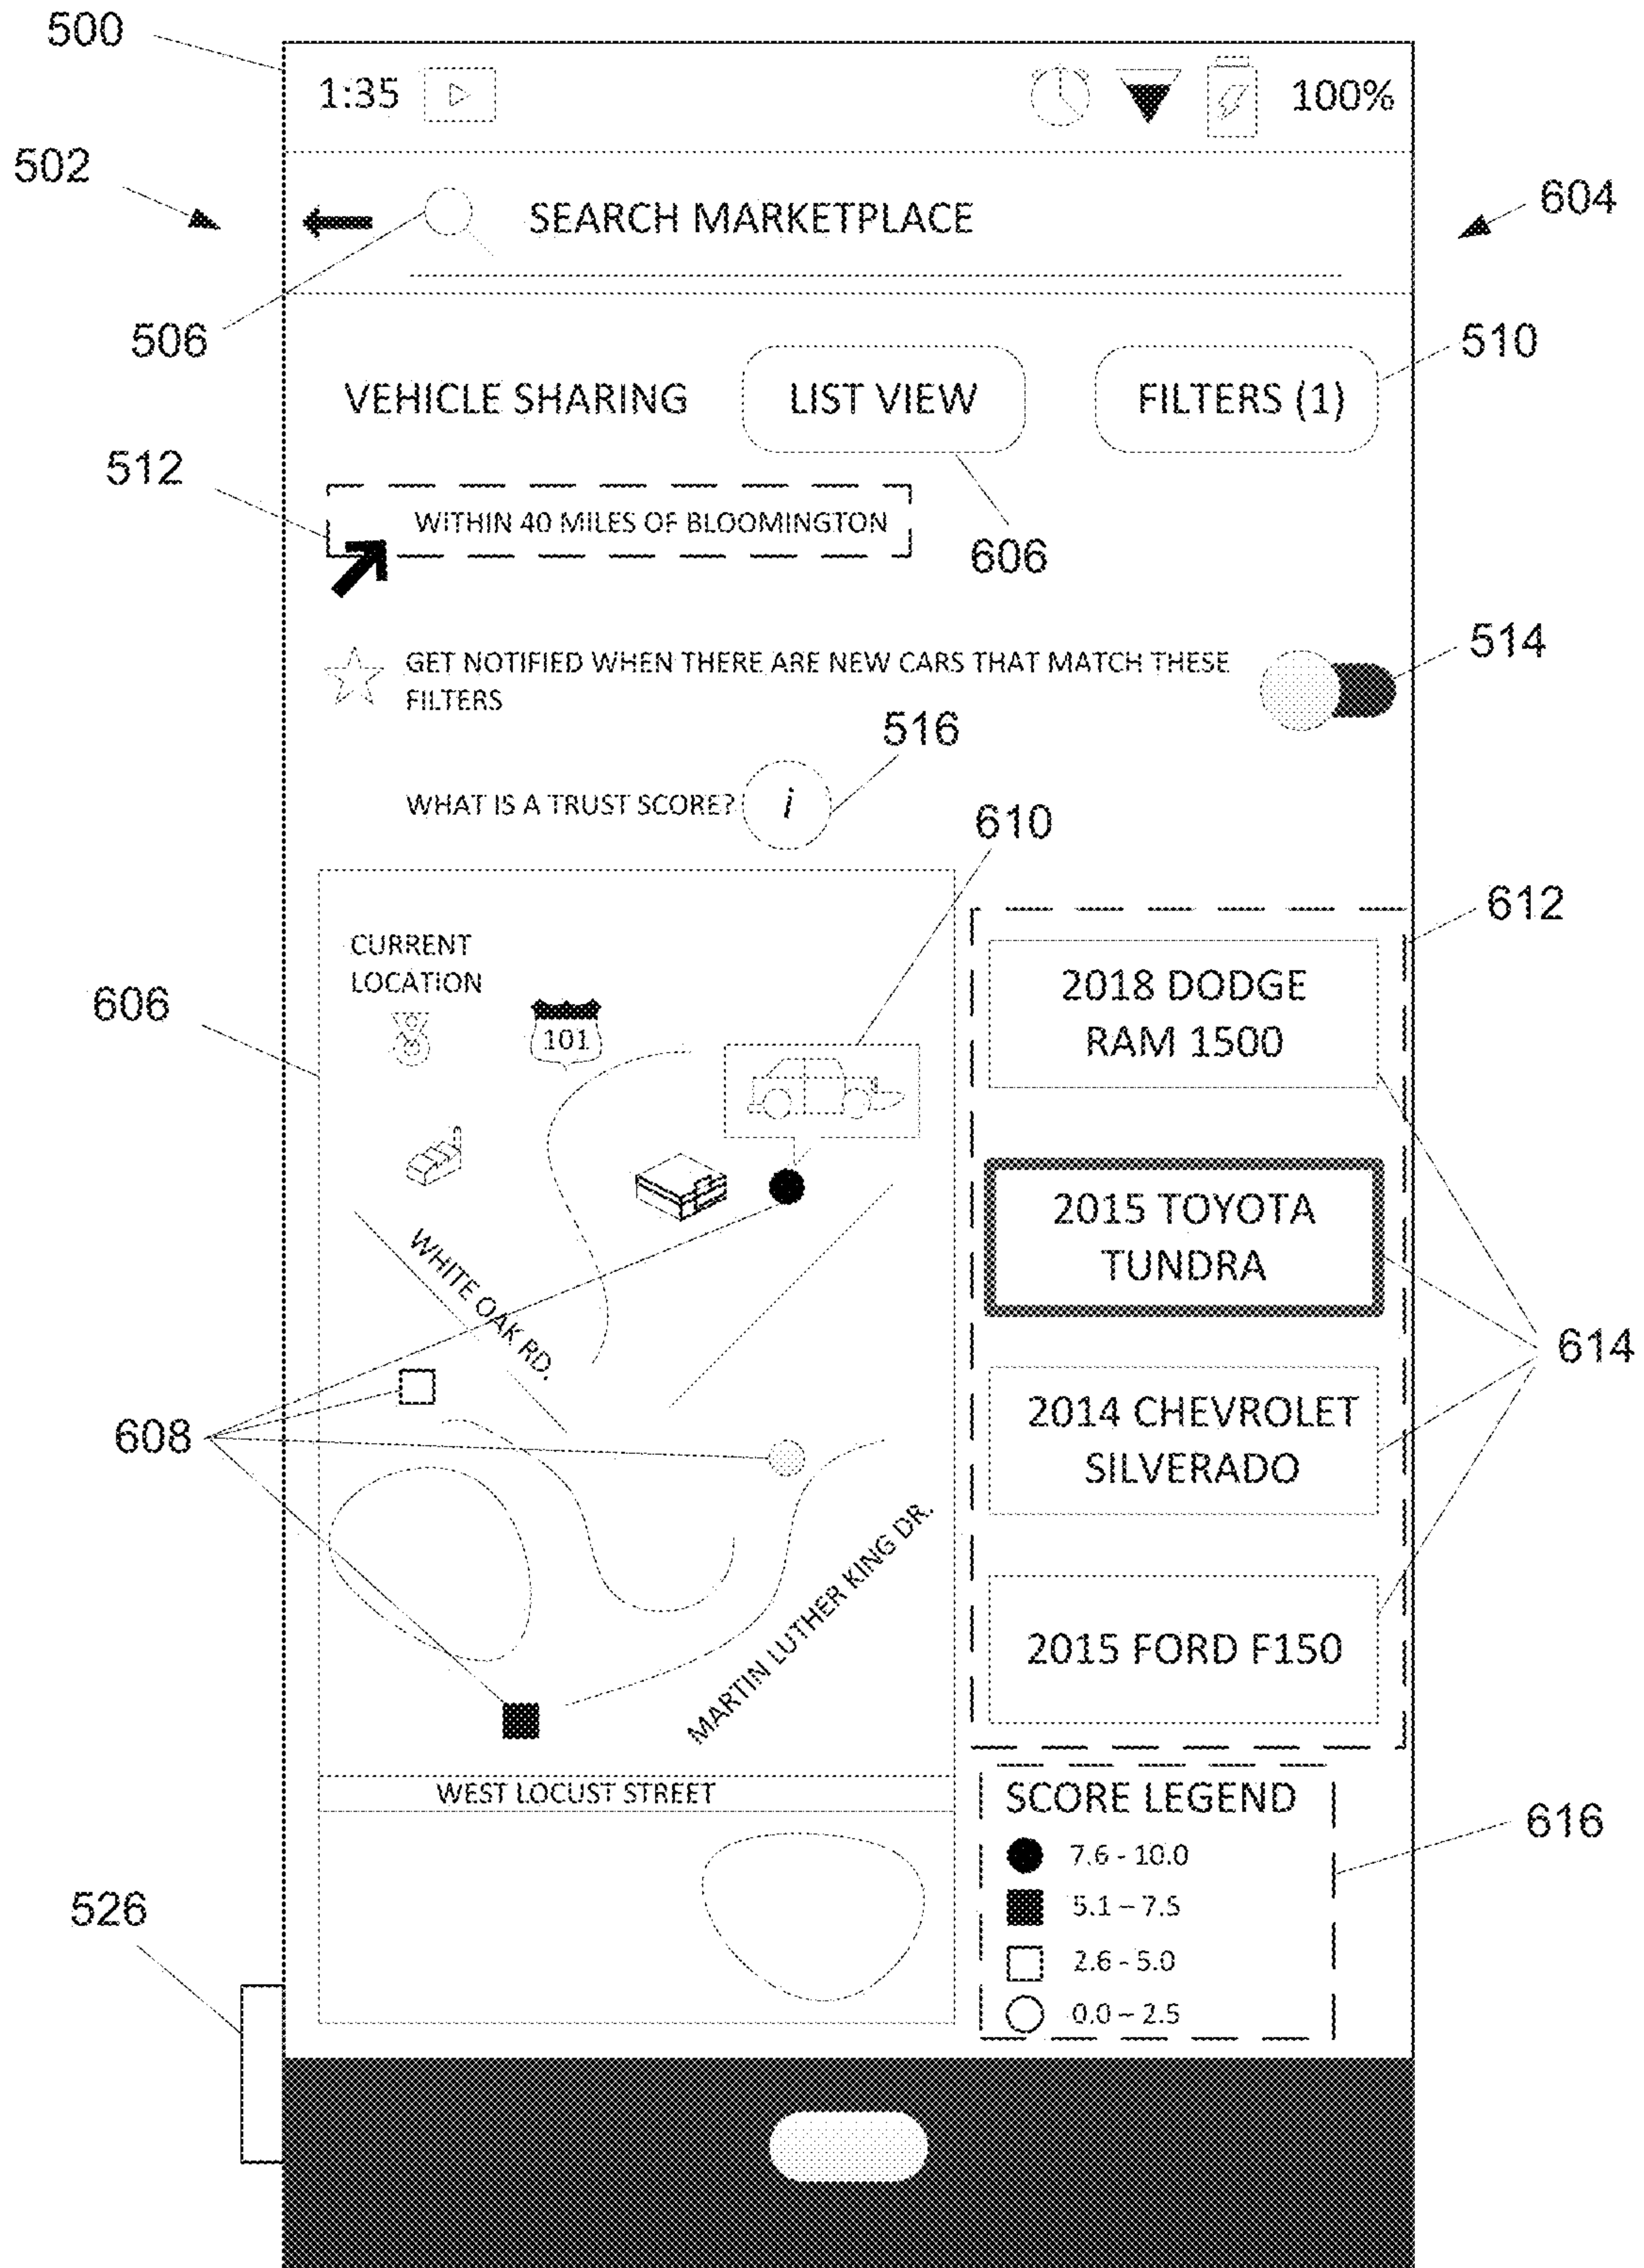 500
1:35 100%
502
SEARCH MARKETPLACE
604
506
510
VEHICLE SHARING LIST VIEW FILTERS (1)
512
WITHIN 40 MILES OF BLOOMINGTON
606
514
GET NOTIFIED WHEN THERE ARE NEW CARS THAT MATCH THESE
FILTERS
516
WHAT IS A TRUST SCORE? i
610
612
CURRENT
LOCATION
606
101
2018 DODGE
RAM 1500
2015 TOYOTA
TUNDRA
WHITE OAK RD.
614
608
2014 CHEVROLET
SILVERADO
MARTIN LUTHER KING DR.
2015 FORD F150
WEST LOCUST STREET
SCORE LEGEND
616
7.6 - 10.0
5.1 – 7.5
2.6 - 5.0
0.0 – 2.5
526